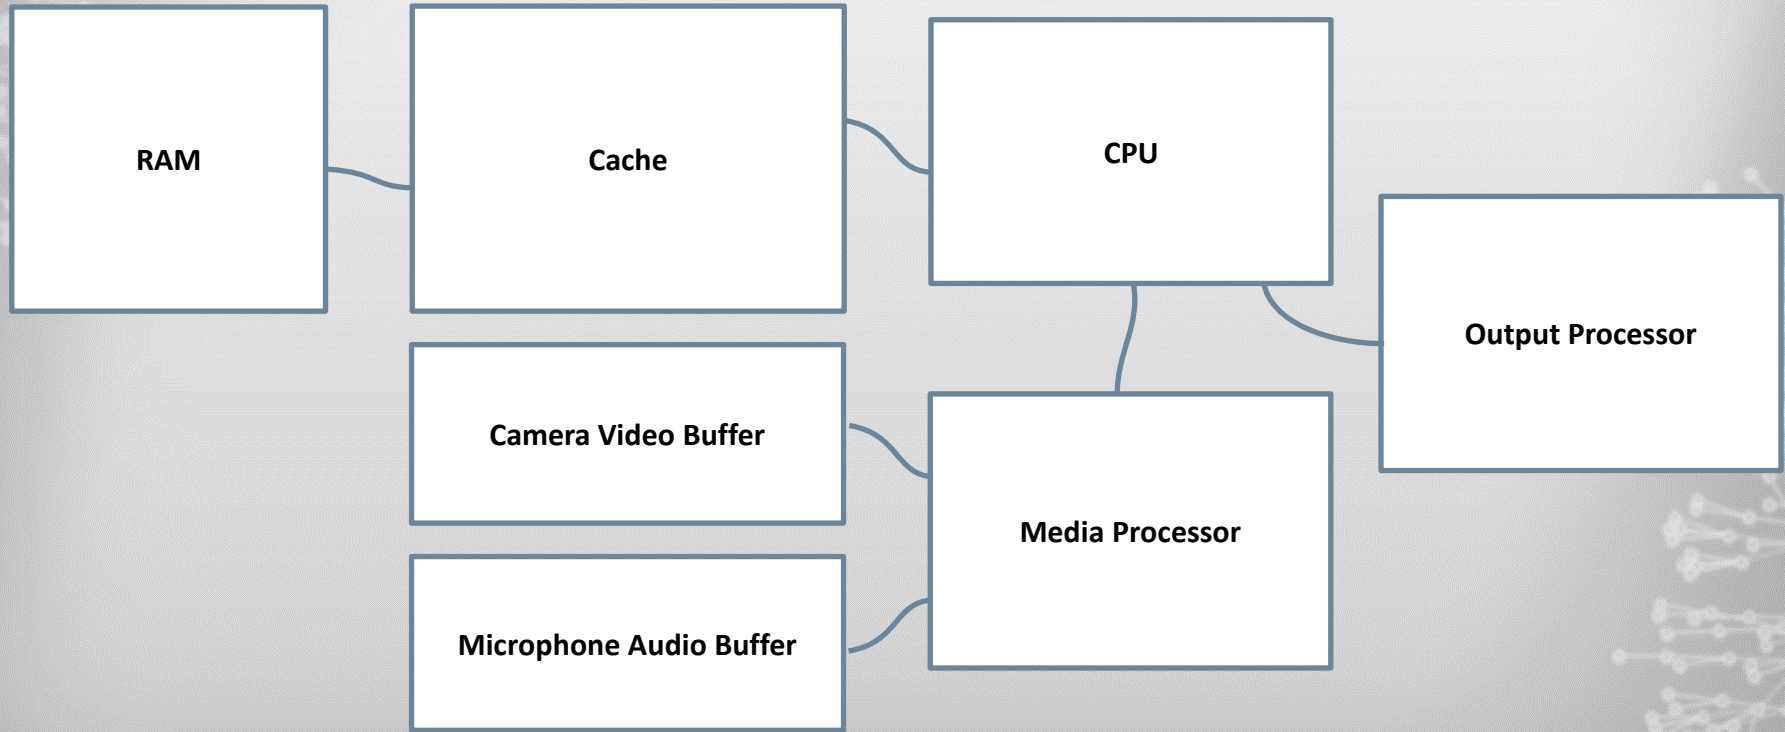 RAM
Cache
CPU
Output Processor
Camera Video Buffer
Media Processor
Microphone Audio Buffer